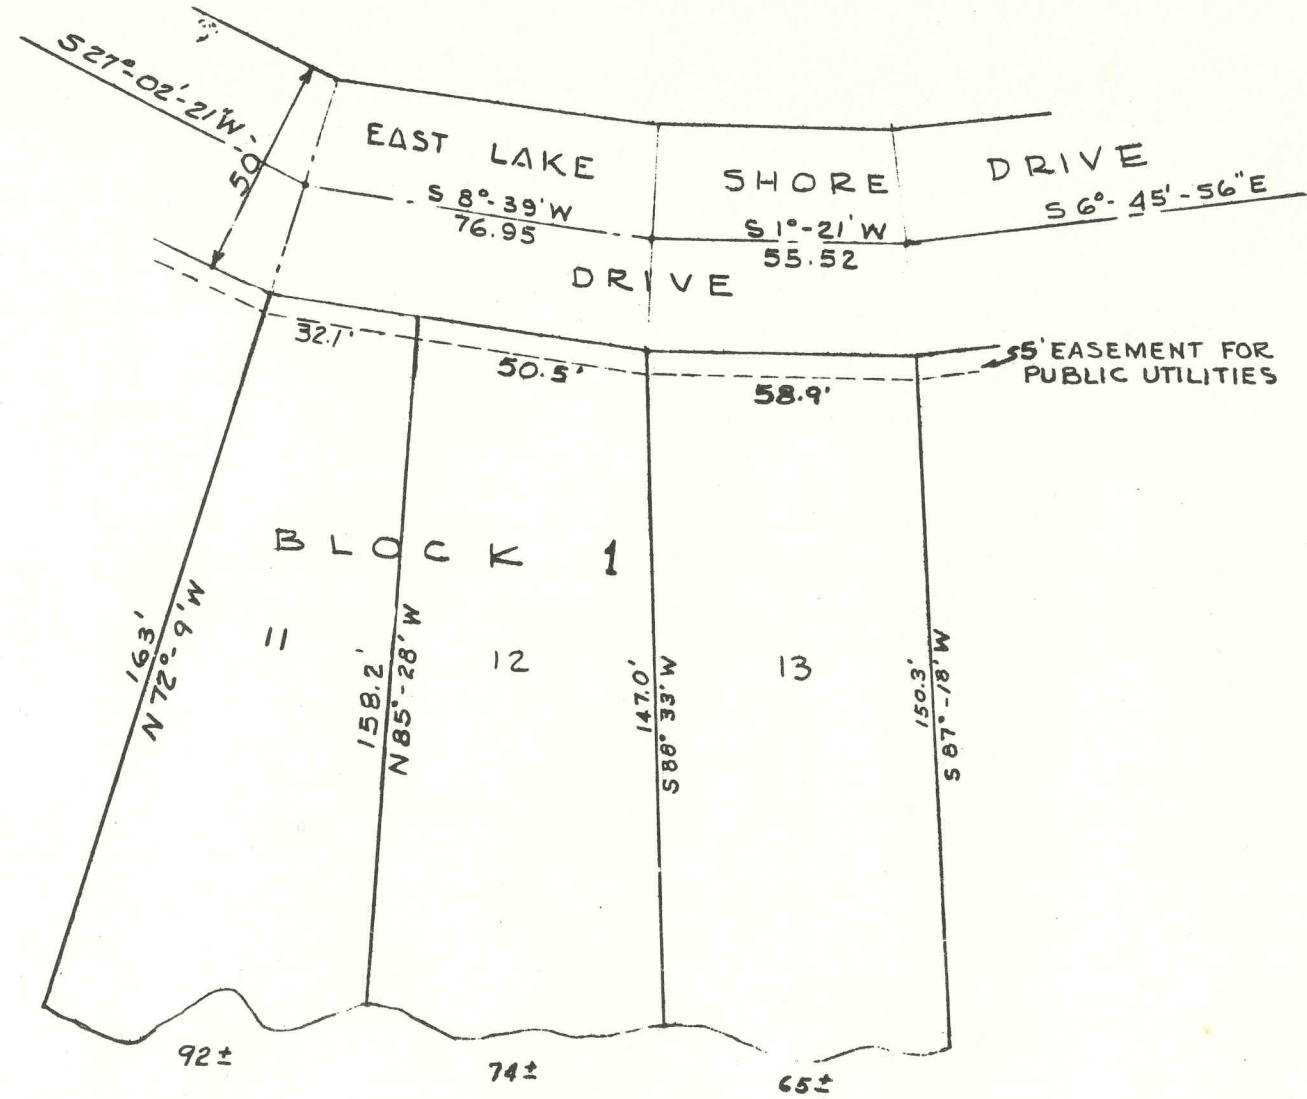 S 27°-02'-21"W-
50
EAST LAKE SHORE DRIVE
S 8°-39'W
76.95
S 1°-21'W
55.52
S 6°-45'-56"E
DRIVE
32.1'
50.5'
58.9'
5' EASEMENT FOR
PUBLIC UTILITIES
BLOCK 1
11
12
13
163'
N 72°-9'W
158.2'
N 85°-28'W
147.0'
S 88° 33'W
150.3'
S 87°-18'W
92±
74±
65±